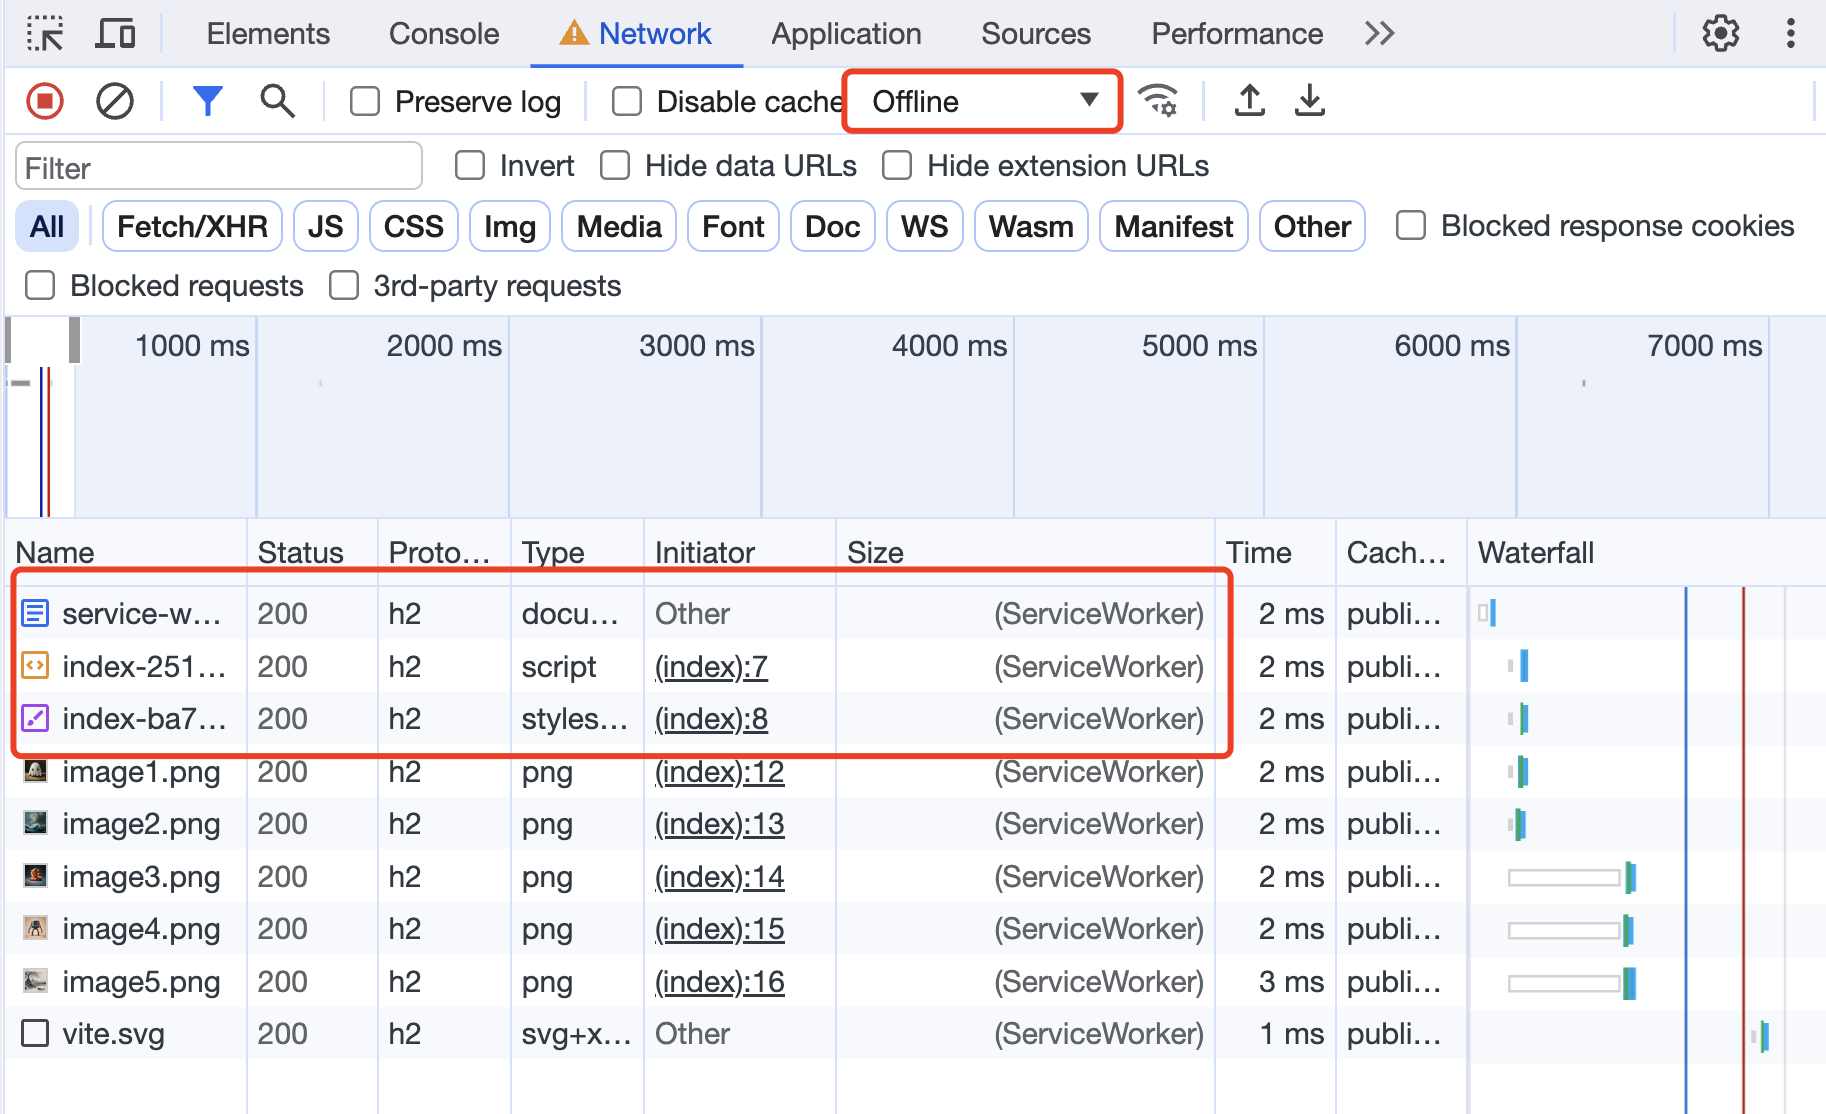 Elements Console Network Application Sources Performance
Preserve log Disable cache Offline
Filter Invert Hide data URLs Hide extension URLs
All Fetch/XHR JS CSS Img Media Font Doc WS Wasm Manifest Other Blocked response cookies
Blocked requests 3rd-party requests
1000 ms 2000 ms 3000 ms 4000 ms 5000 ms 6000 ms 7000 ms
Name Status Proto... Type Initiator Size Time Cach... Waterfall
service-w... 200 h2 docu... Other (ServiceWorker) 2 ms publi...
index-251... 200 h2 script (index):7 (ServiceWorker) 2 ms publi...
index-ba7... 200 h2 styles... (index):8 (ServiceWorker) 2 ms publi...
image1.png 200 h2 png (index):12 (ServiceWorker) 2 ms publi...
image2.png 200 h2 png (index):13 (ServiceWorker) 2 ms publi...
image3.png 200 h2 png (index):14 (ServiceWorker) 2 ms publi...
image4.png 200 h2 png (index):15 (ServiceWorker) 2 ms publi...
image5.png 200 h2 png (index):16 (ServiceWorker) 3 ms publi...
vite.svg 200 h2 svg+x... Other (ServiceWorker) 1 ms publi...